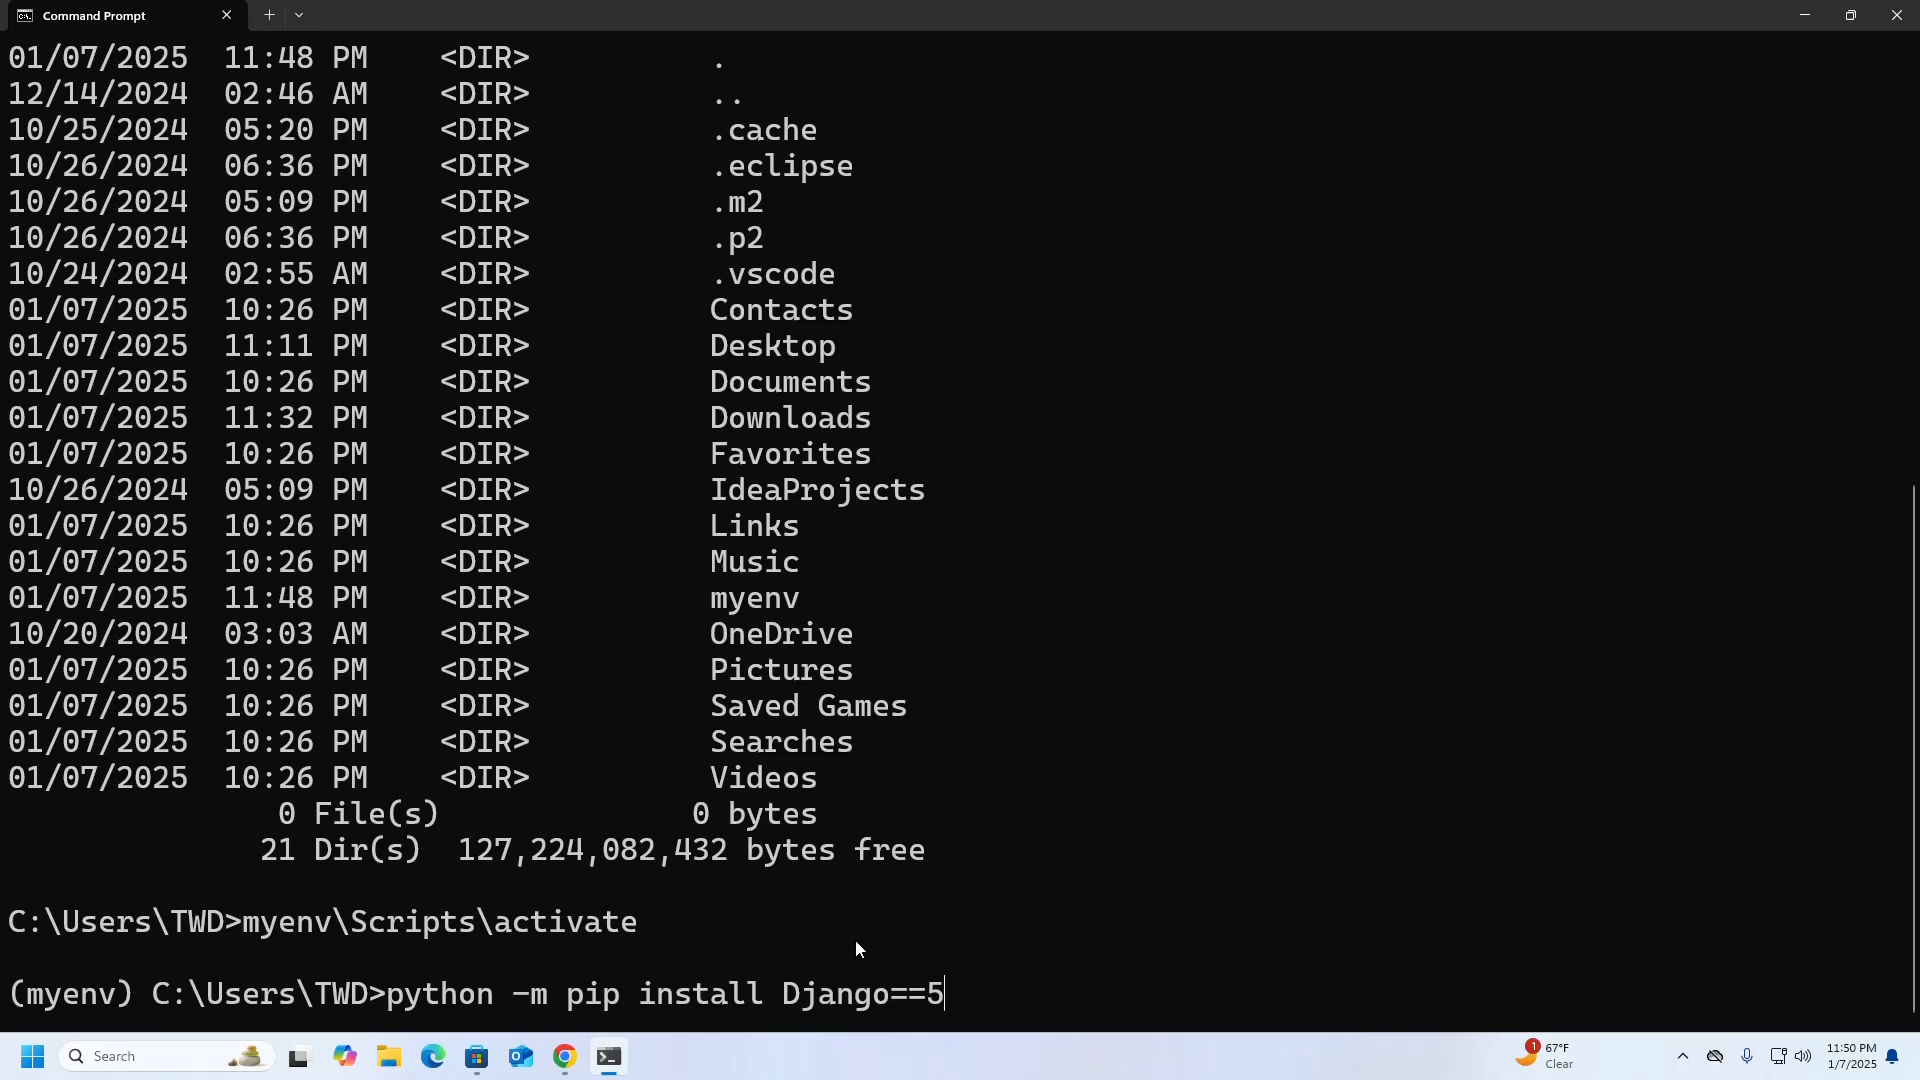 Command Prompt
01/07/2025  11:48 PM    <DIR>          .
12/14/2024  02:46 AM    <DIR>          ..
10/25/2024  05:20 PM    <DIR>          .cache
10/26/2024  06:36 PM    <DIR>          .eclipse
10/26/2024  05:09 PM    <DIR>          .m2
10/26/2024  06:36 PM    <DIR>          .p2
10/24/2024  02:55 AM    <DIR>          .vscode
01/07/2025  10:26 PM    <DIR>          Contacts
01/07/2025  11:11 PM    <DIR>          Desktop
01/07/2025  10:26 PM    <DIR>          Documents
01/07/2025  11:32 PM    <DIR>          Downloads
01/07/2025  10:26 PM    <DIR>          Favorites
10/26/2024  05:09 PM    <DIR>          IdeaProjects
01/07/2025  10:26 PM    <DIR>          Links
01/07/2025  10:26 PM    <DIR>          Music
01/07/2025  11:48 PM    <DIR>          myenv
10/20/2024  03:03 AM    <DIR>          OneDrive
01/07/2025  10:26 PM    <DIR>          Pictures
01/07/2025  10:26 PM    <DIR>          Saved Games
01/07/2025  10:26 PM    <DIR>          Searches
01/07/2025  10:26 PM    <DIR>          Videos
               0 File(s)              0 bytes
              21 Dir(s)  127,224,082,432 bytes free
C:\Users\TWD>myenv\Scripts\activate
(myenv) C:\Users\TWD>python -m pip install Django==5
Search
1
67°F
Clear
11:50 PM
1/7/2025